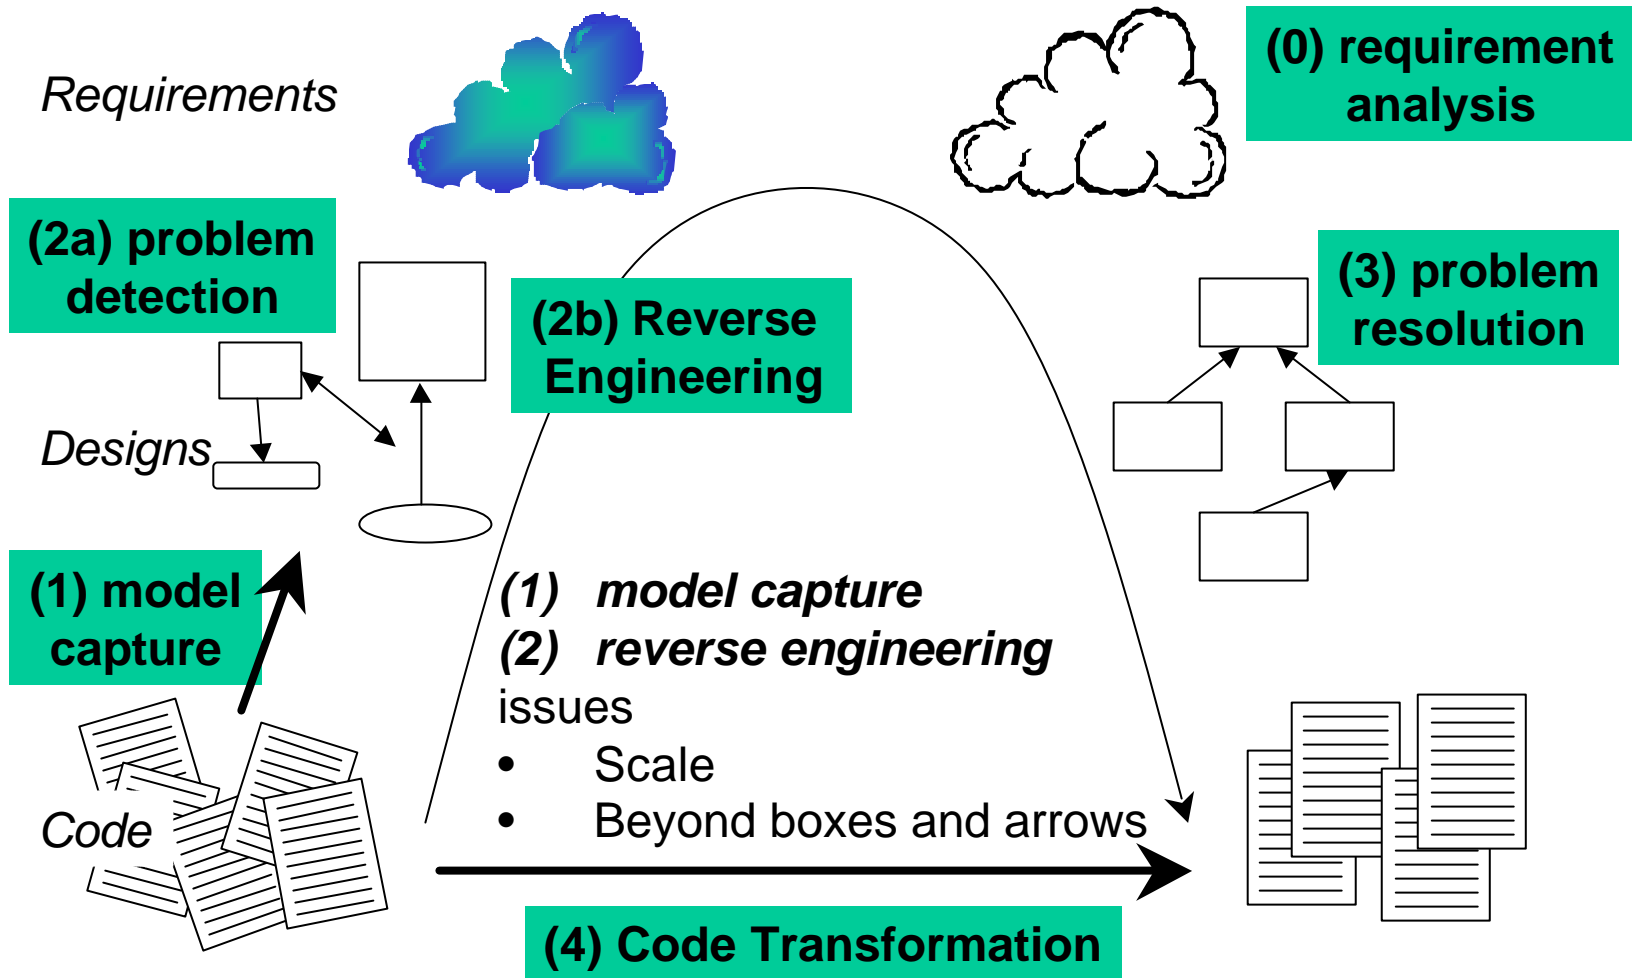 (0) requirement
analysis
Requirements
(2a) problem
detection
(2b) Reverse
Engineering
(3) problem
resolution
Designs
(1) model
capture
(1) model capture
(2) reverse engineering
issues
• Scale
• Beyond boxes and arrows
Code
(4) Code Transformation